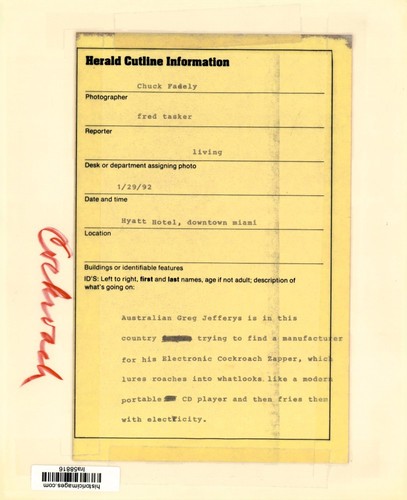 Herald Cutline Information
Chuck Fadely
Photographer
fred tasker
Reporter
living
Desk or department assigning photo
1/29/92
Date and time
Hyatt Hotel, downtown miami
Location
Buildings or identifiable features
ID'S: Left to right, first and last names, age if not adult; description of
what's going on:
Australian Greg Jefferys is in this
country trying to find a manufacturer
for his Electronic Cockroach Zapper, which
lures roaches into whatlooks like a modern
portable CD player and then fries them
with electricity.
Cockroach
historicimages.com